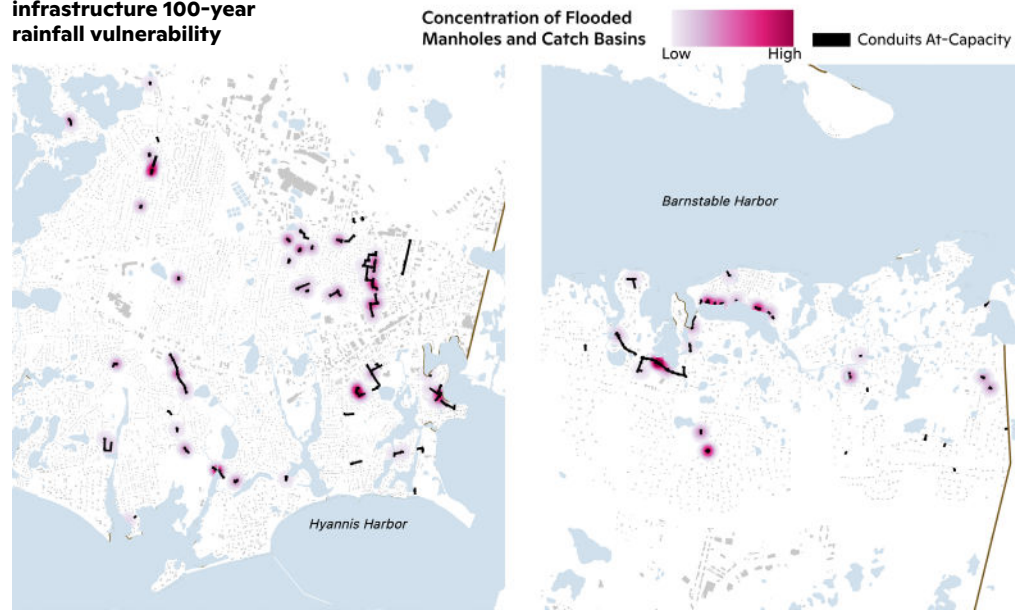 infrastructure 100-year
rainfall vulnerability
Concentration of Flooded
Manholes and Catch Basins
Low
High
Conduits At-Capacity
Barnstable Harbor
Hyannis Harbor